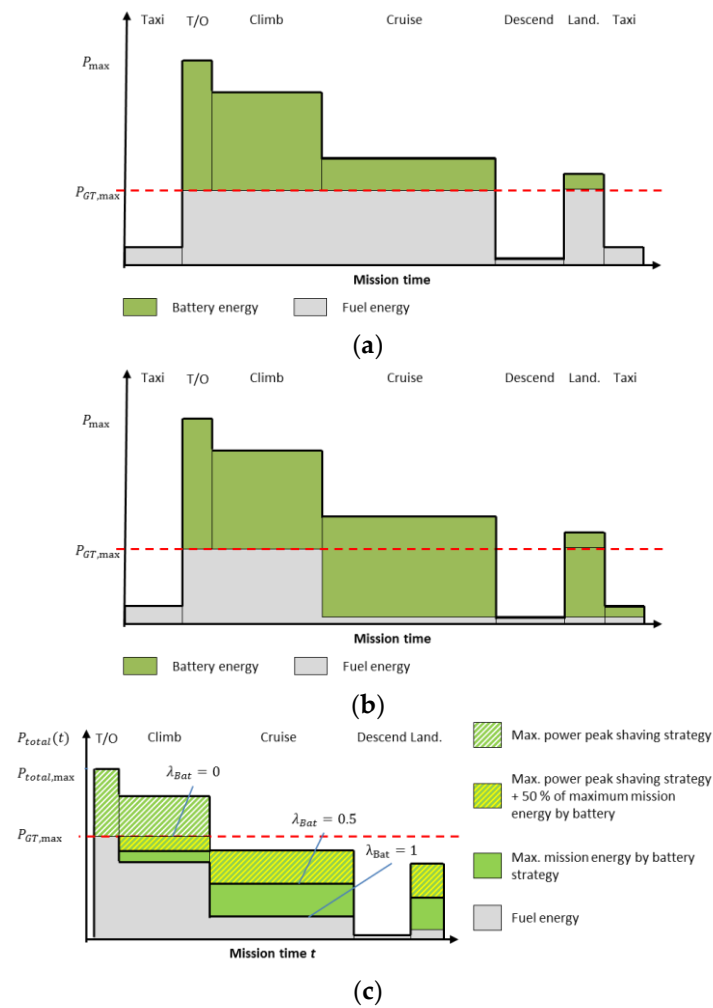 Taxi T/O Climb Cruise Descend Land. Taxi
P_max
P_GT,max
Mission time
Battery energy Fuel energy
(a)
Taxi T/O Climb Cruise Descend Land. Taxi
P_max
P_GT,max
Mission time
Battery energy Fuel energy
(b)
P_total(t) T/O Climb Cruise Descend Land.
P_total,max
P_GT,max
λ_Bat = 0
λ_Bat = 0.5
λ_Bat = 1
Mission time t
Max. power peak shaving strategy
Max. power peak shaving strategy
+ 50 % of maximum mission
energy by battery
Max. mission energy by battery
strategy
Fuel energy
(c)